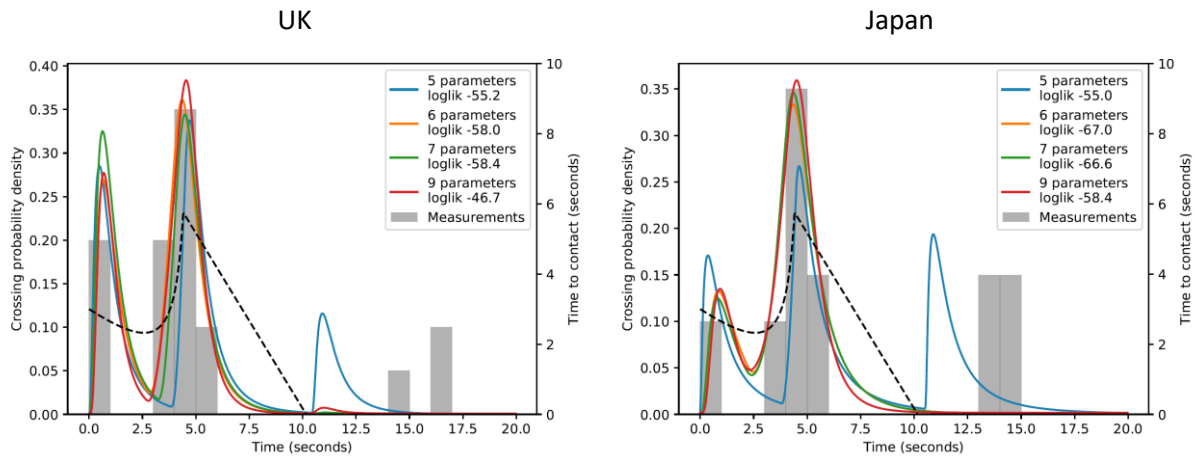 UK
Japan
0.40
0.35
0.30
0.25
0.20
0.15
0.10
0.05
0.00
Crossing probability density
0.0 2.5 5.0 7.5 10.0 12.5 15.0 17.5 20.0
Time (seconds)
10
8
6
4
2
0
Time to contact (seconds)
5 parameters
loglik -55.2
6 parameters
loglik -58.0
7 parameters
loglik -58.4
9 parameters
loglik -46.7
Measurements
0.35
0.30
0.25
0.20
0.15
0.10
0.05
0.00
Crossing probability density
0.0 2.5 5.0 7.5 10.0 12.5 15.0 17.5 20.0
Time (seconds)
10
8
6
4
2
0
Time to contact (seconds)
5 parameters
loglik -55.0
6 parameters
loglik -67.0
7 parameters
loglik -66.6
9 parameters
loglik -58.4
Measurements